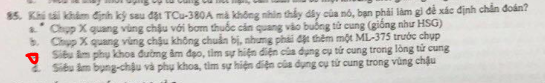 85. Khi tái khám định kỳ sau đặt TCu-380A mà không nhìn thấy dây của nó, bạn phải làm gì để xác định chẩn đoán?
a. Chụp X quang vùng chậu với bơm thuốc cản quang vào buồng tử cung (giống như HSG)
b. Chụp X quang vùng chậu không chuẩn bị, nhưng phải đặt thêm một ML-375 trước chụp
Siêu âm phụ khoa đường âm đạo, tìm sự hiện diện của dụng cụ tử cung trong lòng tử cung
d. Siêu âm bụng-chậu và phụ khoa, tìm sự hiện diện của dụng cụ tử cung trong vùng chậu